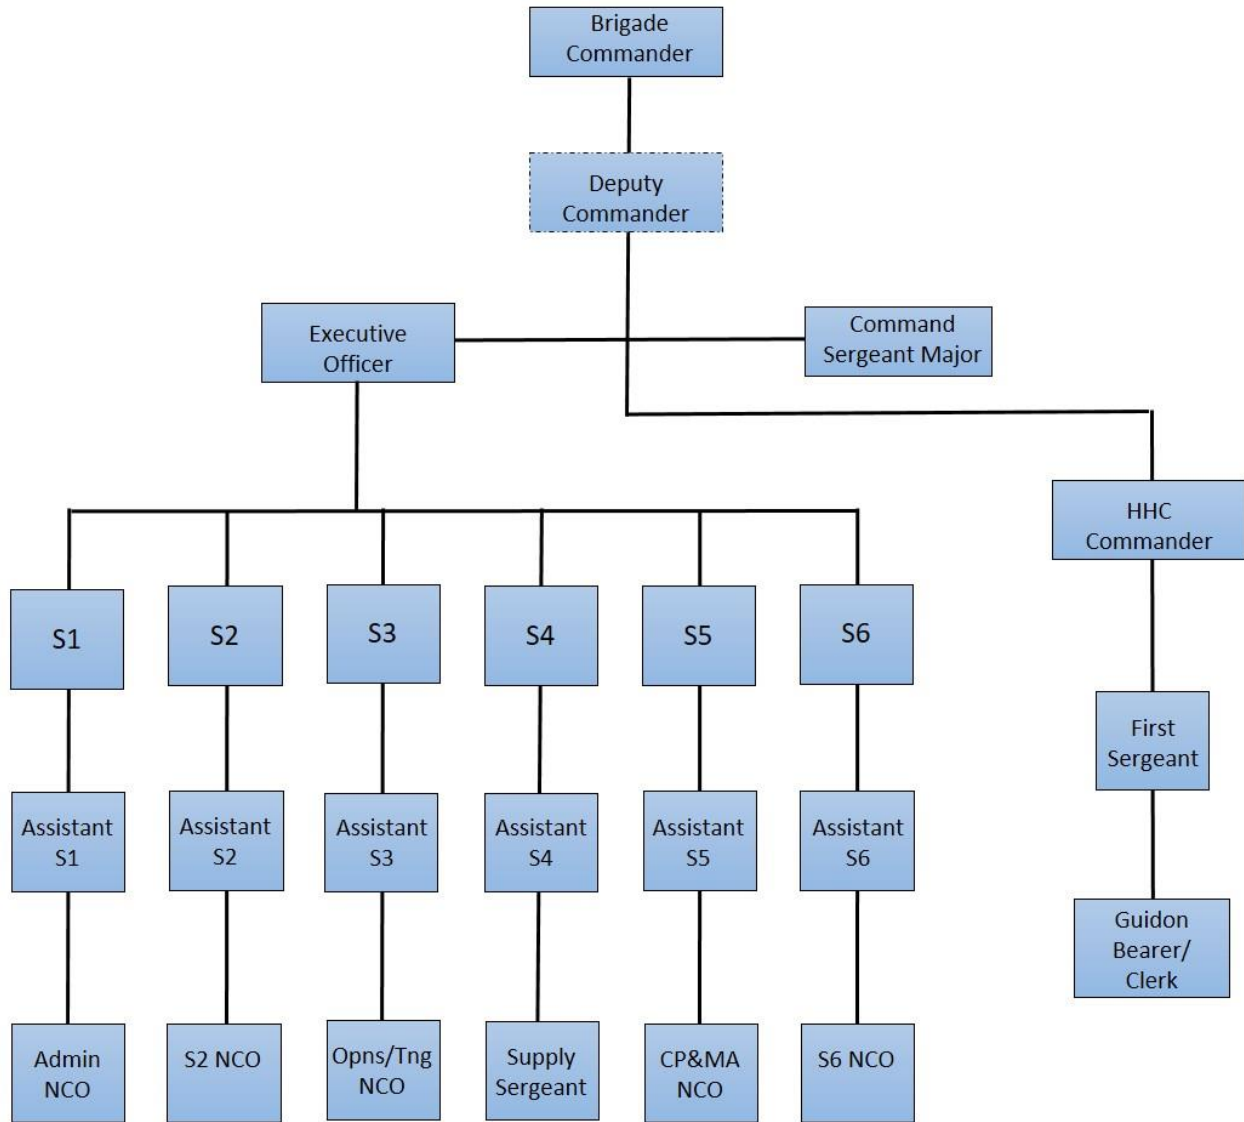 Brigade
Commander
Deputy
Commander
Executive
Officer
Command
Sergeant Major
HHC
Commander
S1
S2
S3
S4
S5
S6
First
Sergeant
Assistant
S1
Assistant
S2
Assistant
S3
Assistant
S4
Assistant
S5
Assistant
S6
Guidon
Bearer/
Clerk
Admin
NCO
S2 NCO
Opns/Tng
NCO
Supply
Sergeant
CP&MA
NCO
S6 NCO